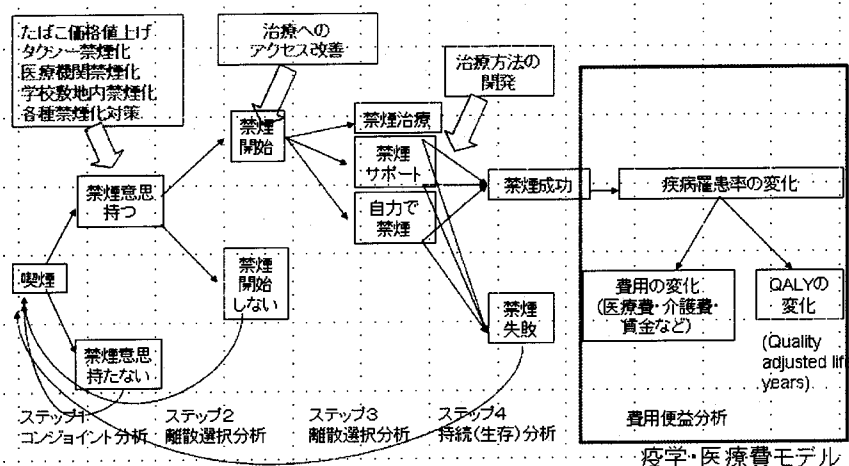 たばこ価格値上げ
タクシー禁煙化
医療機関禁煙化
学校敷地内禁煙化
各種禁煙化対策
治療への
アクセス改善
治療方法の
開発
禁煙
開始
禁煙治療
禁煙
サポート
自力で
禁煙
禁煙意思
持つ
禁煙成功
疾病罹患率の変化
喫煙
禁煙
開始
しない
禁煙
失敗
費用の変化
(医療費・介護費・
賃金など)
QALYの
変化
(Quality
adjusted life
years)
禁煙意思
持たない
ステップ1
コンジョイント分析
ステップ2
離散選択分析
ステップ3
離散選択分析
ステップ4
持続(生存)分析
費用便益分析
疫学・医療費モデル